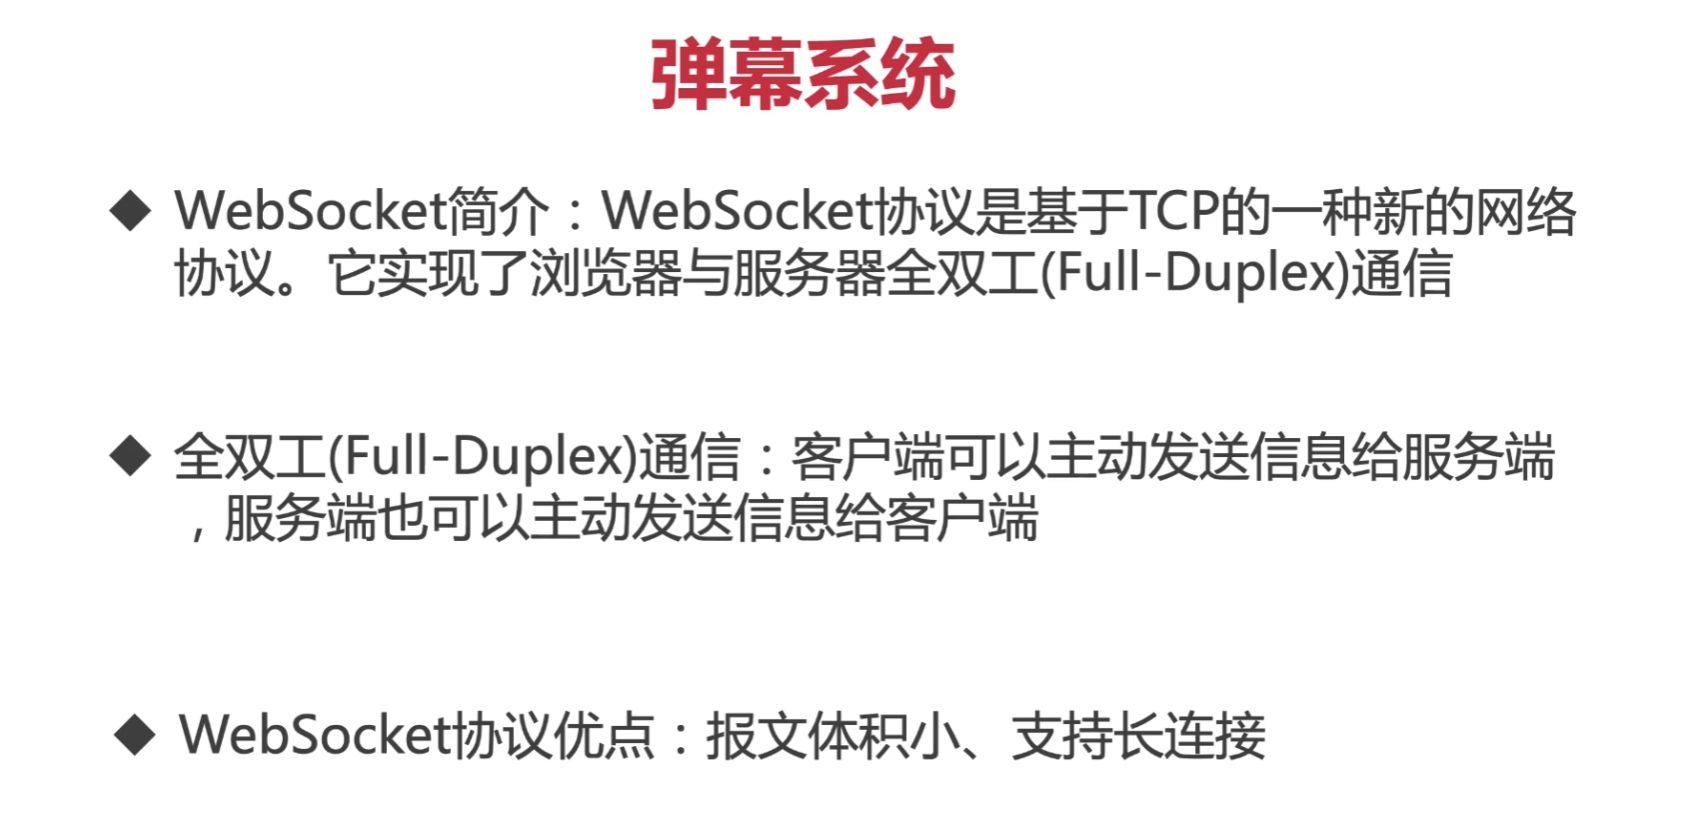 弹幕系统
◆ WebSocket简介：WebSocket协议是基于TCP的一种新的网络
协议。它实现了浏览器与服务器全双工(Full-Duplex)通信
◆ 全双工(Full-Duplex)通信：客户端可以主动发送信息给服务端
，服务端也可以主动发送信息给客户端
◆ WebSocket协议优点：报文体积小、支持长连接